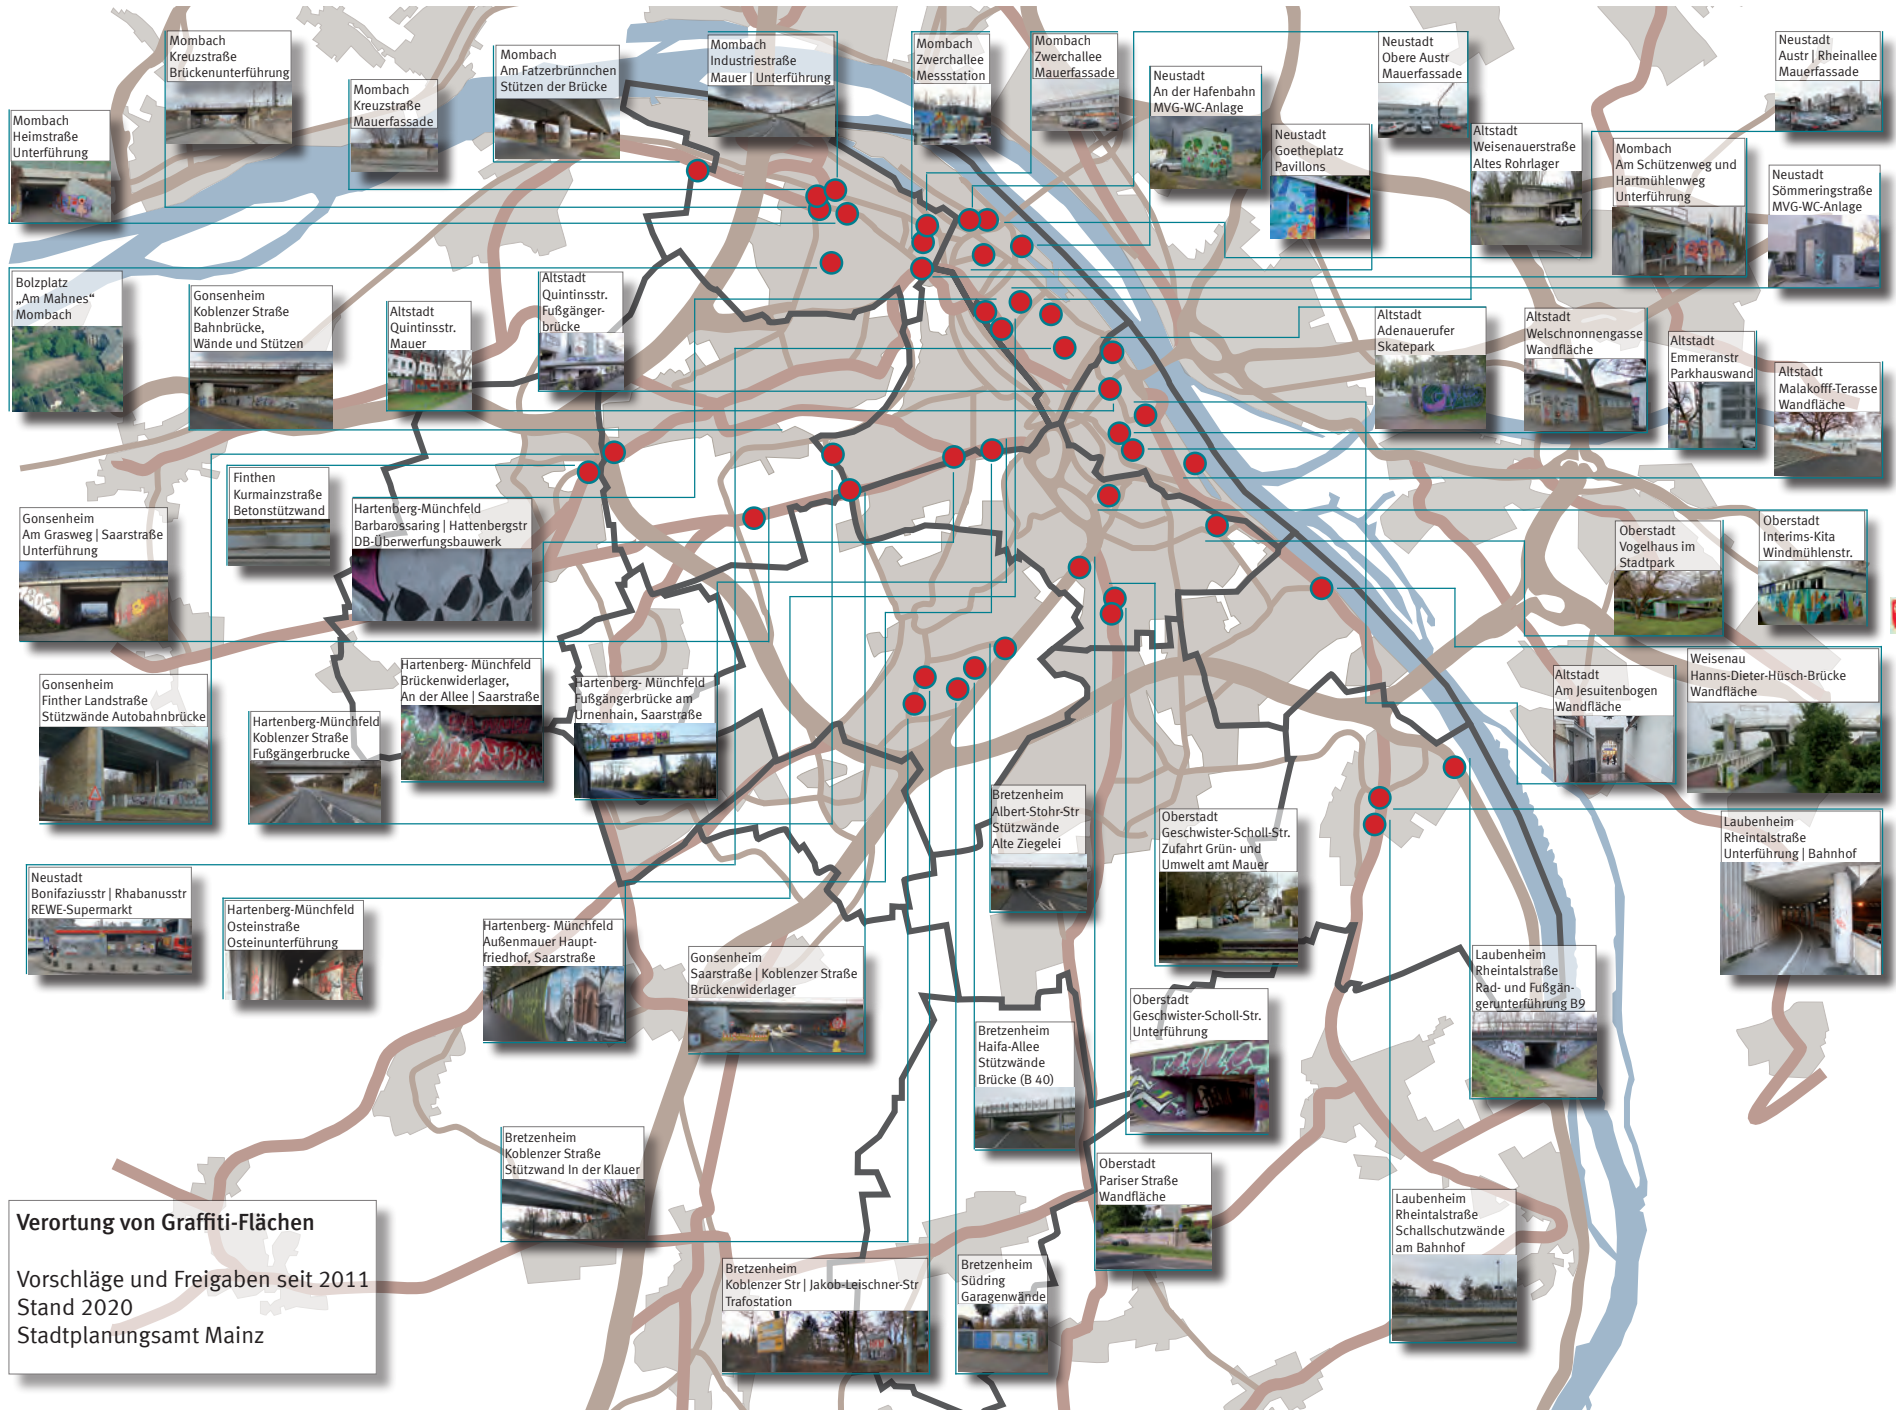 Mombach
Kreuzstraße
Brückenunterführung
Mombach
Kreuzstraße
Mauerfassade
Mombach
Am Fatzerbrünnchen
Stützen der Brücke
Mombach
Industriestraße
Mauer | Unterführung
Mombach
Zwerchallee
Messstation
Mombach
Zwerchallee
Mauerfassade
Neustadt
An der Hafenbahn
MVG-WC-Anlage
Neustadt
Obere Austr
Mauerfassade
Neustadt
Austr | Rheinallee
Mauerfassade
Mombach
Heimstraße
Unterführung
Neustadt
Goetheplatz
Pavillons
Altstadt
Weisenauerstraße
Altes Rohrlager
Mombach
Am Schützenweg und
Hartmühlenweg
Unterführung
Neustadt
Sömmeringstraße
MVG-WC-Anlage
Bolzplatz
„Am Mahnes“
Mombach
Gonsenheim
Koblenzer Straße
Bahnbrücke,
Wände und Stützen
Altstadt
Quintinsstr.
Mauer
Altstadt
Quintinsstr.
Fußgänger-
brücke
Altstadt
Adenauerufer
Skatepark
Altstadt
Welschnonnengasse
Wandfläche
Altstadt
Emmeranstr
Parkhauswand
Altstadt
Malakoff-Terasse
Wandfläche
Finthen
Kurmainzstraße
Betonstützwand
Hartenberg-Münchfeld
Barbarossaring | Hattenbergstr
DB-Überwerfungsbauwerk
Gonsenheim
Am Grasweg | Saarstraße
Unterführung
Oberstadt
Vogelhaus im
Stadtpark
Oberstadt
Interims-Kita
Windmühlenstr.
Gonsenheim
Finther Landstraße
Stützwände Autobahnbrücke
Hartenberg-Münchfeld
Koblenzer Straße
Fußgängerbrucke
Hartenberg- Münchfeld
Brückenwiderlager,
An der Allee | Saarstraße
Hartenberg- Münchfeld
Fußgängerbrücke am
Urnenhain, Saarstraße
Altstadt
Am Jesuitenbogen
Wandfläche
Weisenau
Hanns-Dieter-Hüsch-Brücke
Wandfläche
Bretzenheim
Albert-Stohr-Str
Stützwände
Alte Ziegelei
Oberstadt
Geschwister-Scholl-Str.
Zufahrt Grün- und
Umwelt amt Mauer
Laubenheim
Rheintalstraße
Unterführung | Bahnhof
Neustadt
Bonifaziusstr | Rhabanusstr
REWE-Supermarkt
Hartenberg-Münchfeld
Osteinstraße
Osteinunterführung
Hartenberg- Münchfeld
Außenmauer Haupt-
friedhof, Saarstraße
Gonsenheim
Saarstraße | Koblenzer Straße
Brückenwiderlager
Laubenheim
Rheintalstraße
Rad- und Fußgän-
gerunterführung B9
Bretzenheim
Haifa-Allee
Stützwände
Brücke (B 40)
Oberstadt
Geschwister-Scholl-Str.
Unterführung
Bretzenheim
Koblenzer Straße
Stützwand In der Klauer
Oberstadt
Pariser Straße
Wandfläche
Laubenheim
Rheintalstraße
Schallschutzwände
am Bahnhof
Bretzenheim
Koblenzer Str | Jakob-Leischner-Str
Trafostation
Bretzenheim
Südring
Garagenwände
Verortung von Graffiti-Flächen
Vorschläge und Freigaben seit 2011
Stand 2020
Stadtplanungsamt Mainz